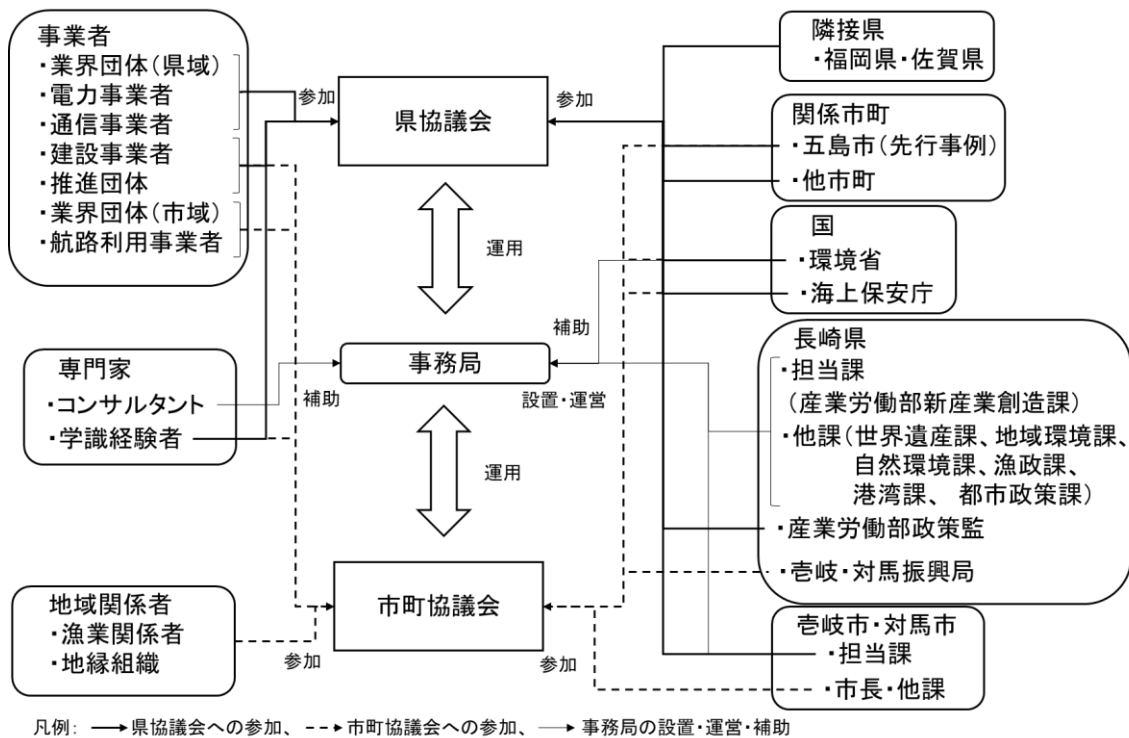 事業者
・業界団体（県域）
・電力事業者
・通信事業者
・建設事業者
・推進団体
・業界団体（市域）
・航路利用事業者
専門家
・コンサルタント
・学識経験者
地域関係者
・漁業関係者
・地縁組織
参加
県協議会
参加
運用
補助
事務局
補助
設置・運営
運用
市町協議会
参加
参加
隣接県
・福岡県・佐賀県
関係市町
・五島市（先行事例）
・他市町
国
・環境省
・海上保安庁
長崎県
・担当課
（産業労働部新産業創造課）
・他課（世界遺産課、地域環境課、
自然環境課、漁政課、
港湾課、 都市政策課）
・産業労働部政策監
・壱岐・対馬振興局
壱岐市・対馬市
・担当課
・市長・他課
凡例： 県協議会への参加、 市町協議会への参加、 事務局の設置・運営・補助